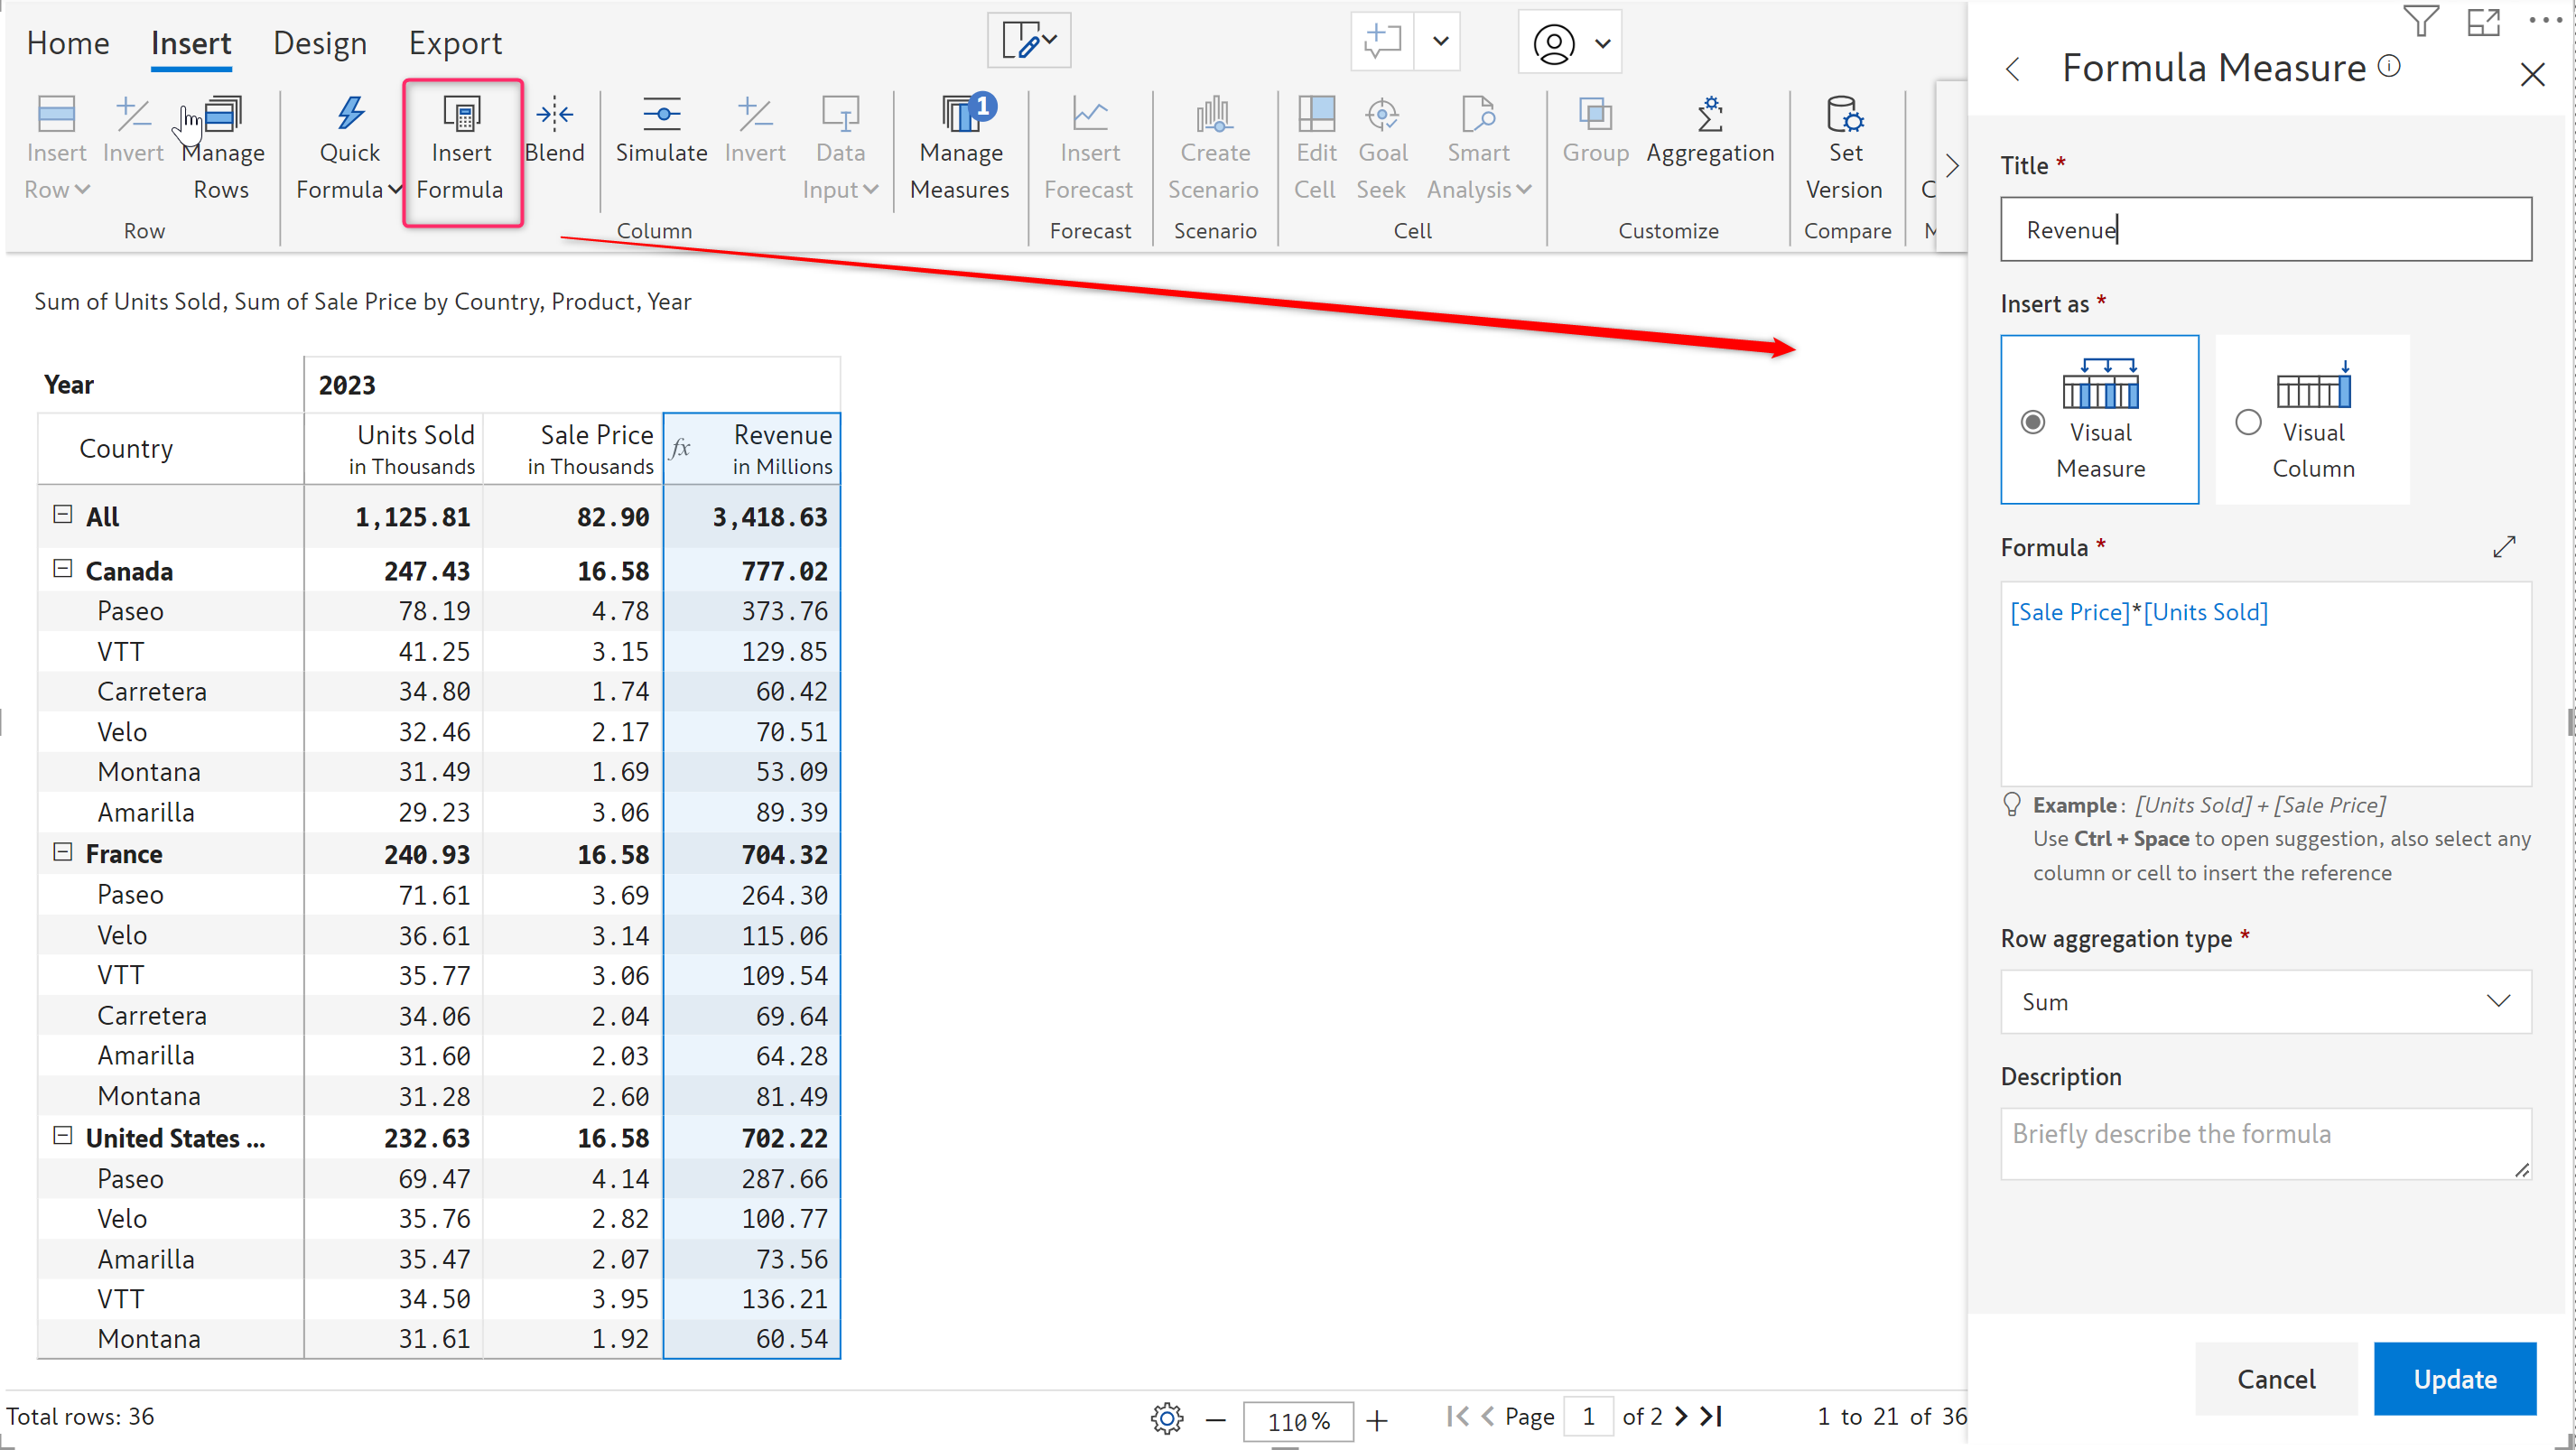 Home Insert Design Export
Insert Row Invert Manage Rows Quick Formula Insert Formula Blend Simulate Invert Data Input Manage Measures 1 Insert Forecast Create Scenario Edit Cell Goal Seek Smart Analysis Group Aggregation Set Version
Row Column Forecast Scenario Cell Customize Compare
Sum of Units Sold, Sum of Sale Price by Country, Product, Year
Year 2023
Country Units Sold in Thousands Sale Price in Thousands fx Revenue in Millions
All 1,125.81 82.90 3,418.63
Canada 247.43 16.58 777.02
Paseo 78.19 4.78 373.76
VTT 41.25 3.15 129.85
Carretera 34.80 1.74 60.42
Velo 32.46 2.17 70.51
Montana 31.49 1.69 53.09
Amarilla 29.23 3.06 89.39
France 240.93 16.58 704.32
Paseo 71.61 3.69 264.30
Velo 36.61 3.14 115.06
VTT 35.77 3.06 109.54
Carretera 34.06 2.04 69.64
Amarilla 31.60 2.03 64.28
Montana 31.28 2.60 81.49
United States ... 232.63 16.58 702.22
Paseo 69.47 4.14 287.66
Velo 35.76 2.82 100.77
Amarilla 35.47 2.07 73.56
VTT 34.50 3.95 136.21
Montana 31.61 1.92 60.54
Total rows: 36
110%
Page 1 of 2
1 to 21 of 36
Formula Measure
Title *
Revenue
Insert as *
Visual Measure
Visual Column
Formula *
[Sale Price]*[Units Sold]
Example: [Units Sold] + [Sale Price]
Use Ctrl + Space to open suggestion, also select any
column or cell to insert the reference
Row aggregation type *
Sum
Description
Briefly describe the formula
Cancel Update